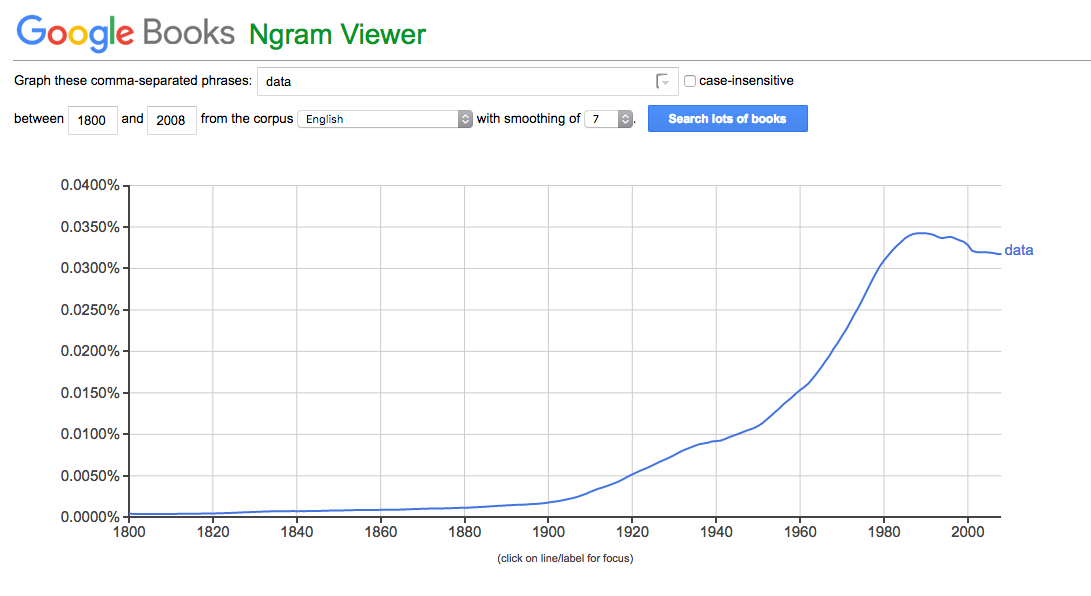 Google Books Ngram Viewer
Graph these comma-separated phrases: data case-insensitive
between 1800 and 2008 from the corpus English with smoothing of 7 . Search lots of books
0.0400%
0.0350%
0.0300%
0.0250%
0.0200%
0.0150%
0.0100%
0.0050%
0.0000%
data
1800 1820 1840 1860 1880 1900 1920 1940 1960 1980 2000
(click on line/label for focus)